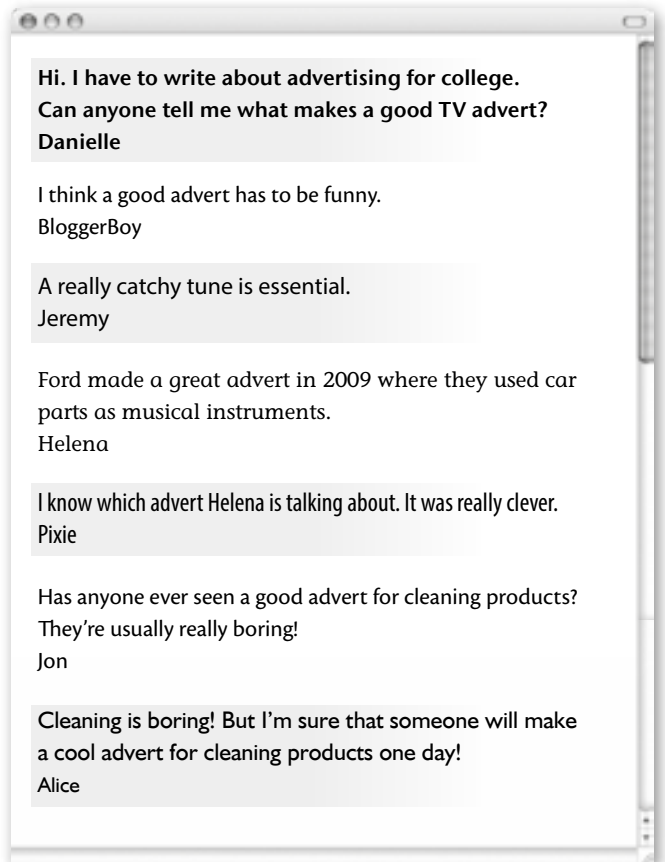 Hi. I have to write about advertising for college.
Can anyone tell me what makes a good TV advert?
Danielle
I think a good advert has to be funny.
BloggerBoy
A really catchy tune is essential.
Jeremy
Ford made a great advert in 2009 where they used car
parts as musical instruments.
Helena
I know which advert Helena is talking about. It was really clever.
Pixie
Has anyone ever seen a good advert for cleaning products?
They're usually really boring!
Jon
Cleaning is boring! But I'm sure that someone will make
a cool advert for cleaning products one day!
Alice